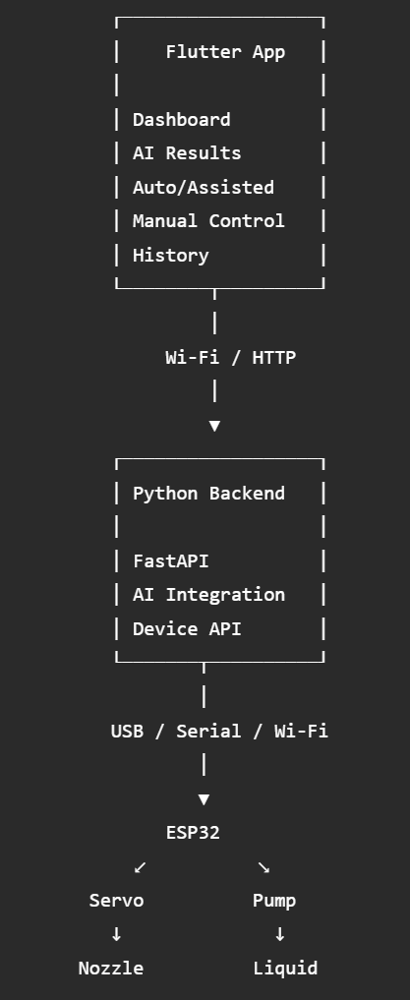 Flutter App
Dashboard
AI Results
Auto/Assisted
Manual Control
History
Wi-Fi / HTTP
Python Backend
FastAPI
AI Integration
Device API
USB / Serial / Wi-Fi
ESP32
Servo Pump
Nozzle Liquid